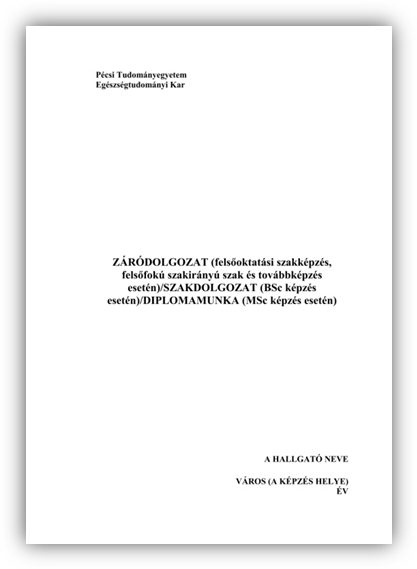 Pécsi Tudományegyetem
Egészségtudományi Kar
ZÁRÓDOLGOZAT (felsőoktatási szakképzés,
felsőfokú szakirányú szak és továbbképzés
esetén)/SZAKDOLGOZAT (BSc képzés
esetén)/DIPLOMAMUNKA (MSc képzés esetén)
A HALLGATÓ NEVE
VÁROS (A KÉPZÉS HELYE)
ÉV